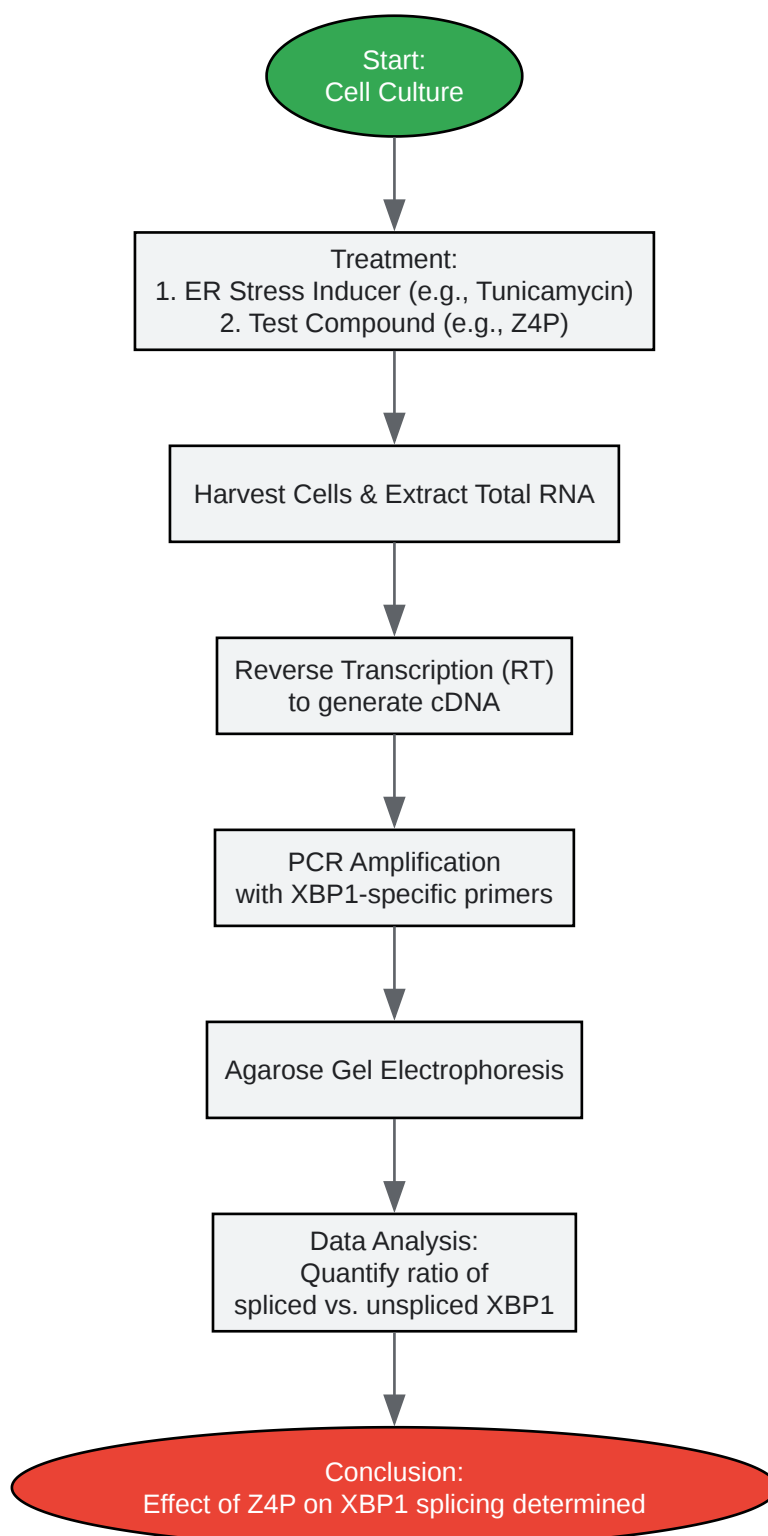 Start:
Cell Culture
Treatment:
1. ER Stress Inducer (e.g., Tunicamycin)
2. Test Compound (e.g., Z4P)
Harvest Cells & Extract Total RNA
Reverse Transcription (RT)
to generate cDNA
PCR Amplification
with XBP1-specific primers
Agarose Gel Electrophoresis
Data Analysis:
Quantify ratio of
spliced vs. unspliced XBP1
Conclusion:
Effect of Z4P on XBP1 splicing determined